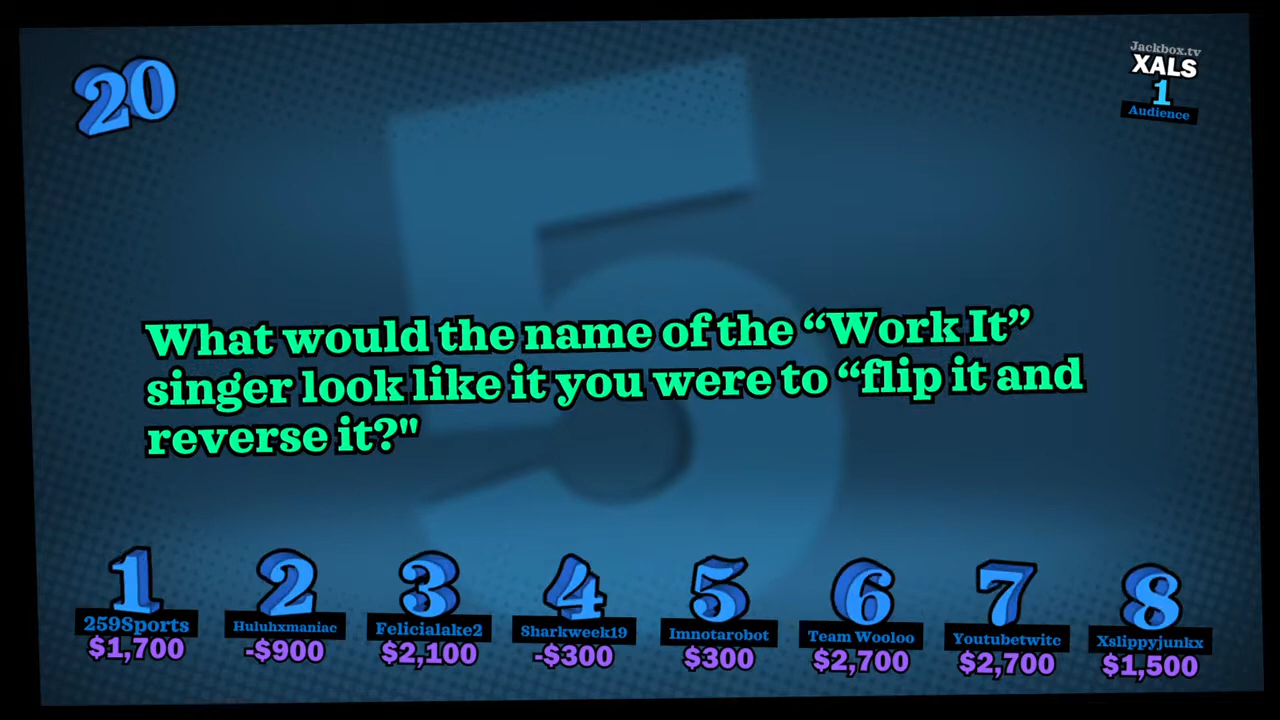 20
Jackbox.tv
XALS
1
Audience
What would the name of the “Work It”
singer look like it you were to “flip it and
reverse it?"
1 2 3 4 5 6 7 8
259Sports Huluhxmaniac Felicialake2 Sharkweek19 Imnotarobot Team Wooloo Youtubetwitc Xslippyjunkx
$1,700 -$900 $2,100 -$300 $300 $2,700 $2,700 $1,500